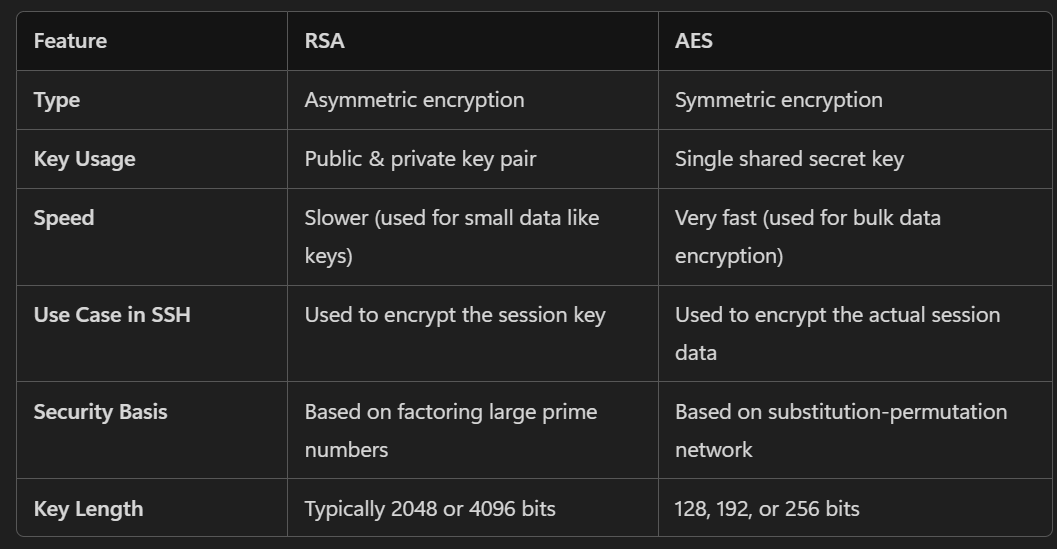 Feature RSA AES
Type Asymmetric encryption Symmetric encryption
Key Usage Public & private key pair Single shared secret key
Speed Slower (used for small data like keys) Very fast (used for bulk data encryption)
Use Case in SSH Used to encrypt the session key Used to encrypt the actual session data
Security Basis Based on factoring large prime numbers Based on substitution-permutation network
Key Length Typically 2048 or 4096 bits 128, 192, or 256 bits